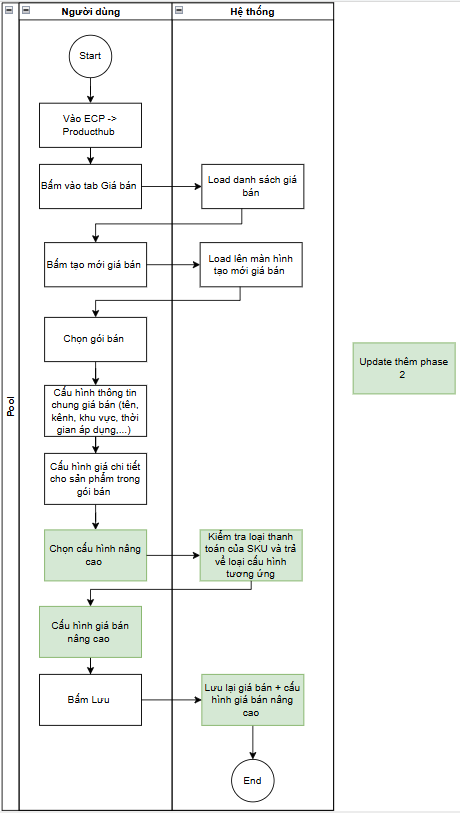 Người dùng
Hệ thống
Pool
Start
Vào ECP ->
Producthub
Bấm vào tab Giá bán
Load danh sách giá
bán
Bấm tạo mới giá bán
Load lên màn hình
tạo mới giá bán
Chọn gói bán
Update thêm phase
2
Cấu hình thông tin
chung giá bán (tên,
kênh, khu vực, thời
gian áp dụng,...)
Cấu hình giá chi tiết
cho sản phẩm trong
gói bán
Chọn cấu hình nâng
cao
Kiểm tra loại thanh
toán của SKU và trả
về loại cấu hình
tương ứng
Cấu hình giá bán
nâng cao
Bấm Lưu
Lưu lại giá bán + cấu
hình giá bán nâng
cao
End